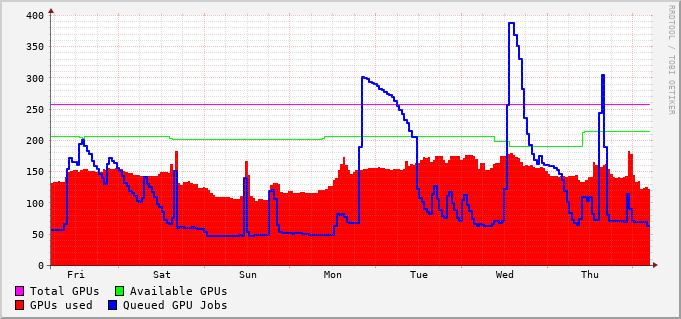 400
350
300
250
200
150
100
50
0
Fri Sat Sun Mon Tue Wed Thu
Total GPUs Available GPUs
GPUs used Queued GPU Jobs
RRDTOOL / TOBI OETIKER